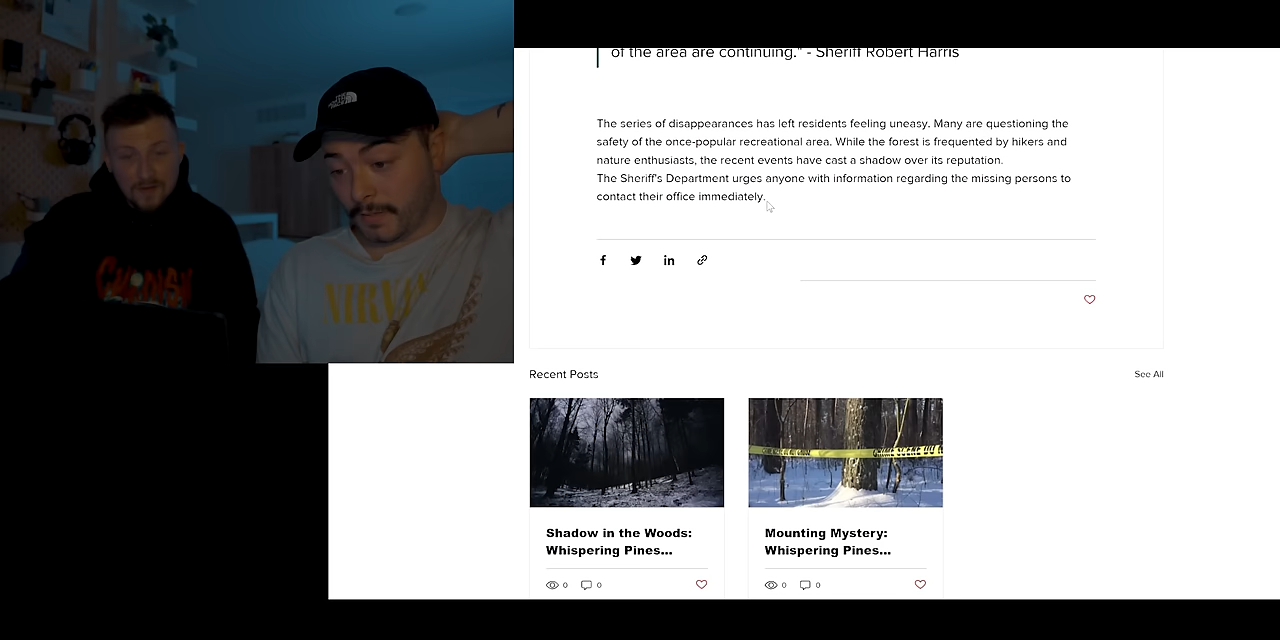 of the area are continuing." - Sheriff Robert Harris
The series of disappearances has left residents feeling uneasy. Many are questioning the
safety of the once-popular recreational area. While the forest is frequented by hikers and
nature enthusiasts, the recent events have cast a shadow over its reputation.
The Sheriff's Department urges anyone with information regarding the missing persons to
contact their office immediately.
Recent Posts
See All
Shadow in the Woods:
Whispering Pines...
0
0
Mounting Mystery:
Whispering Pines...
0
0